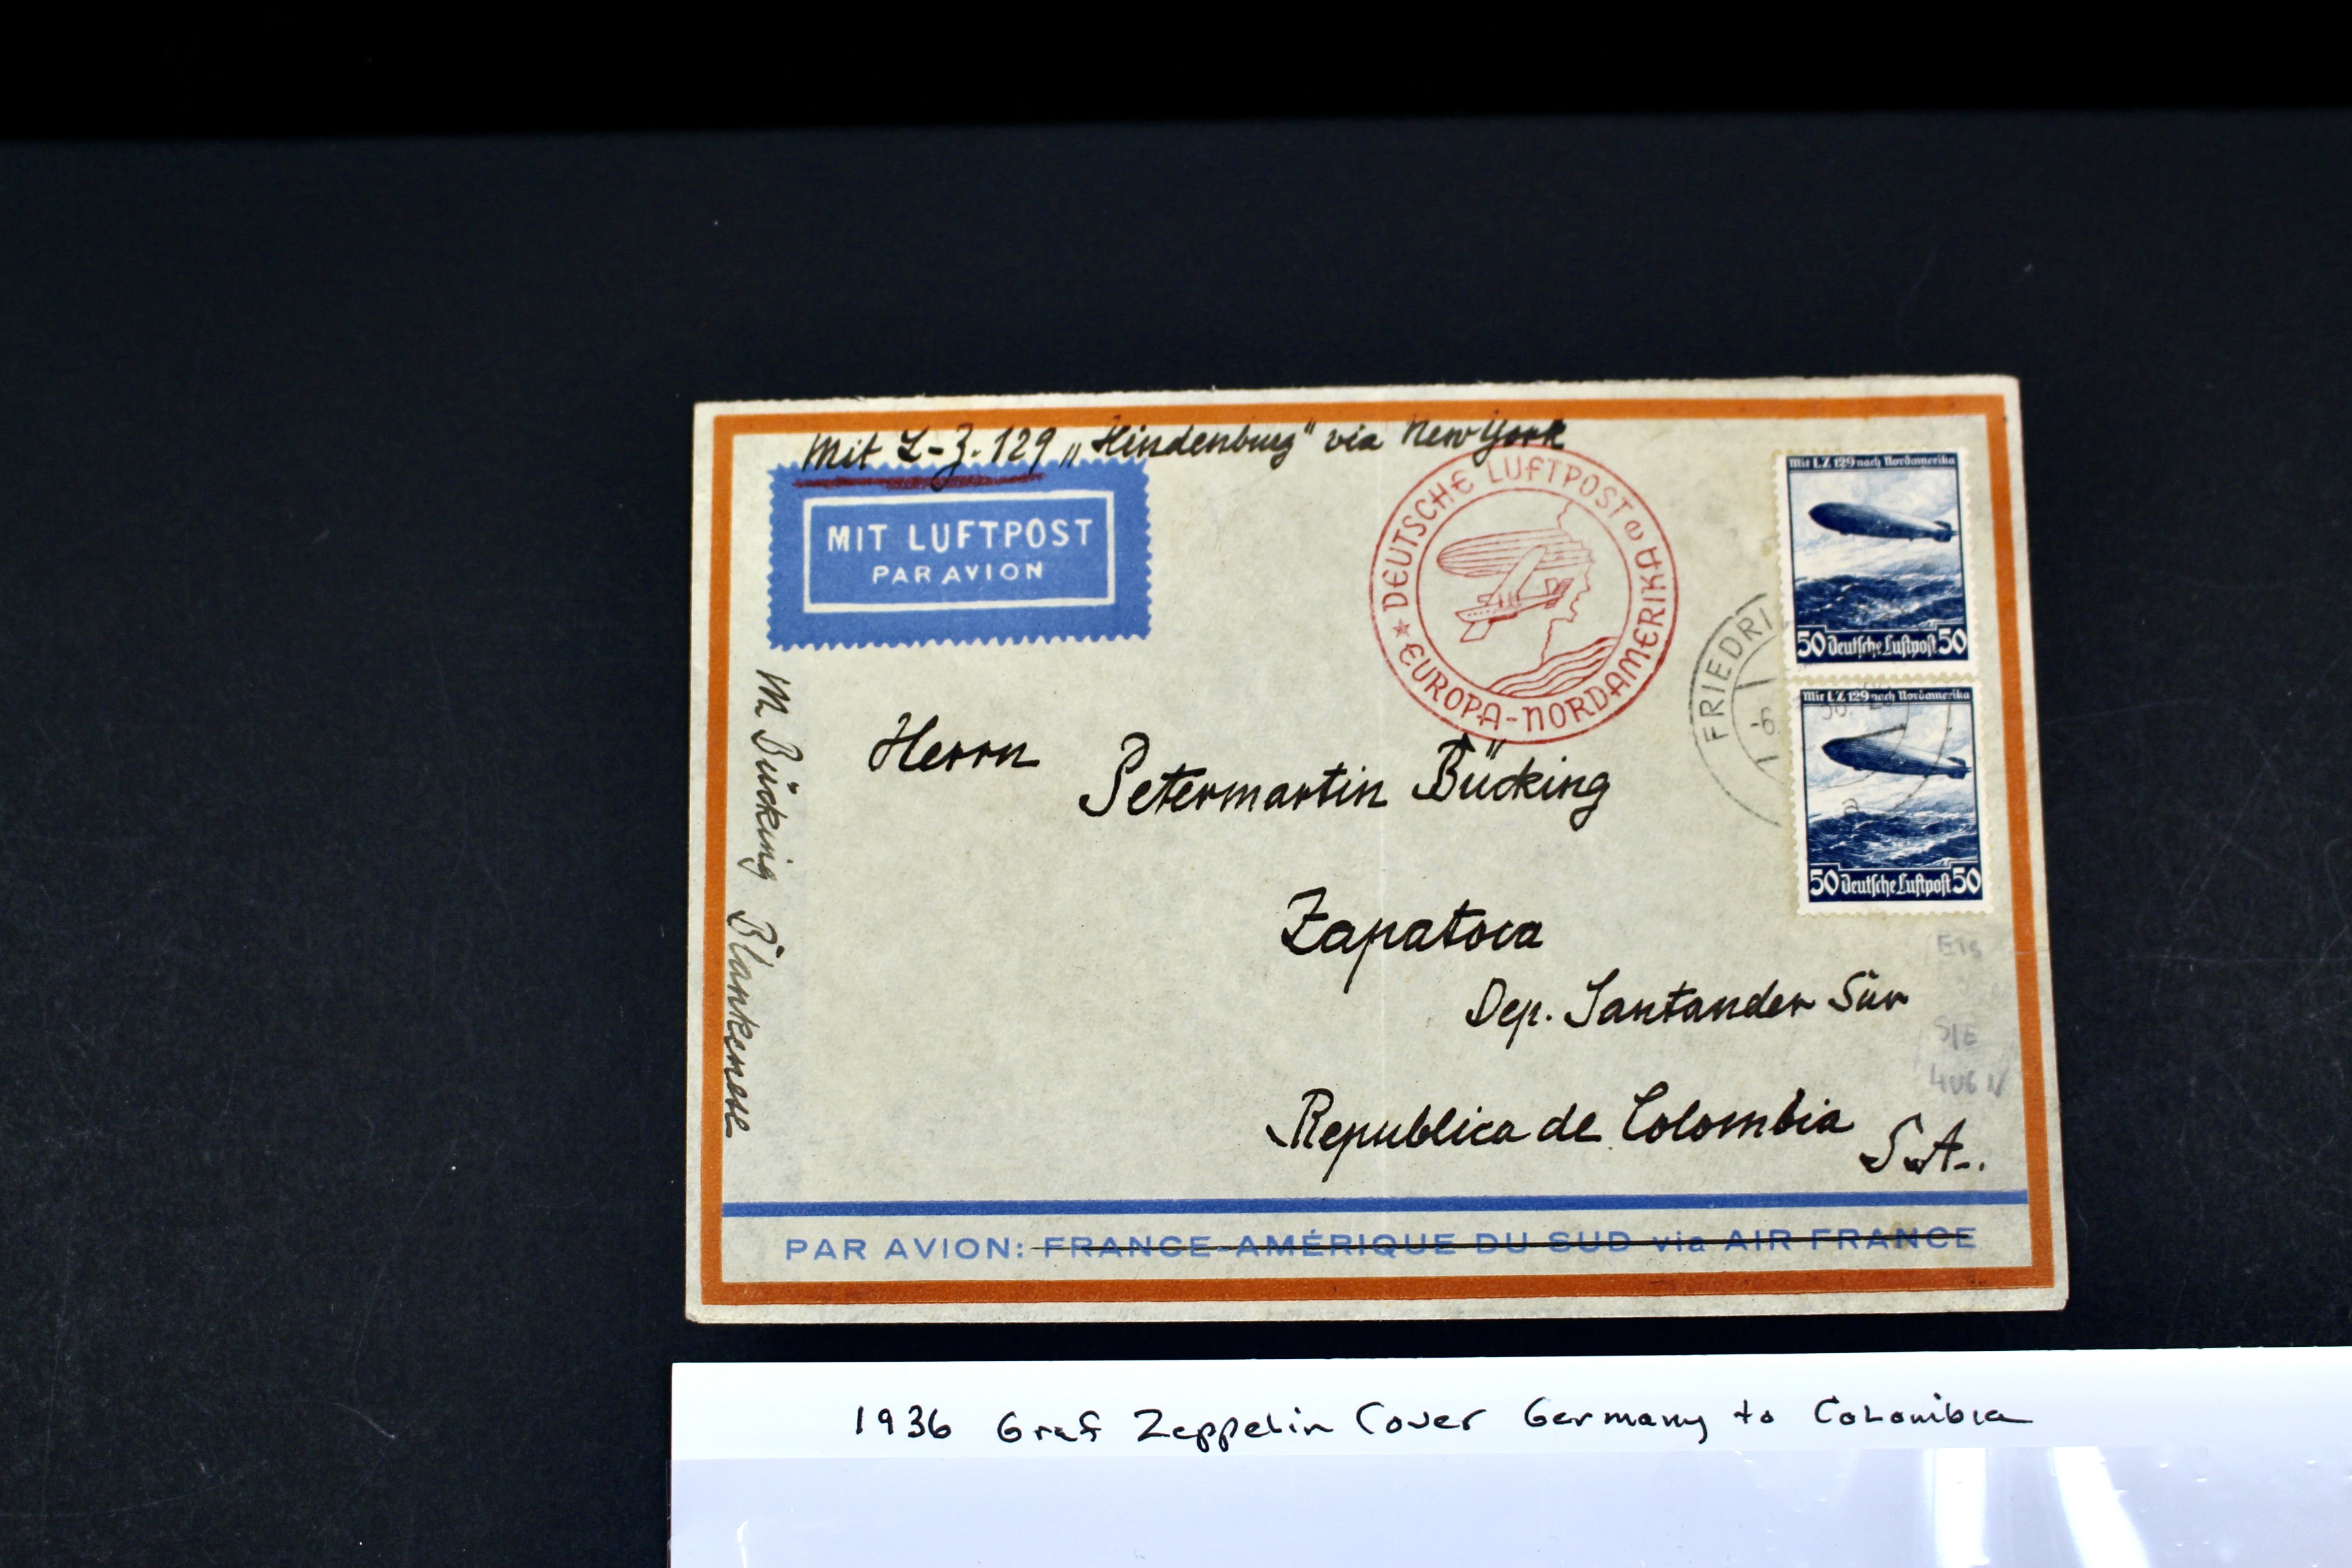 Mit L-Z. 129 „Hindenburg" via New York
MIT LUFTPOST
PAR AVION
* DEUTSCHE LUFTPOST
EUROPA-NORDAMERIKA
Mit LZ 129 nach Nordamerika
50 Deutsche Luftpost 50
FRIEDRI
-6.
36.
Mit LZ 129 nach Nordamerika
a
50 Deutsche Luftpost 50
M Bücking Blankenese
Herrn
Petermartin Bücking
Zapatoca
Dep. Santander Sur
Republica de Colombia
S.A.
S/E
PAR AVION: FRANCE-AMÉRIQUE DU SUD via AIR FRANCE
1936 Graf Zeppelin Cover Germany to Colombia